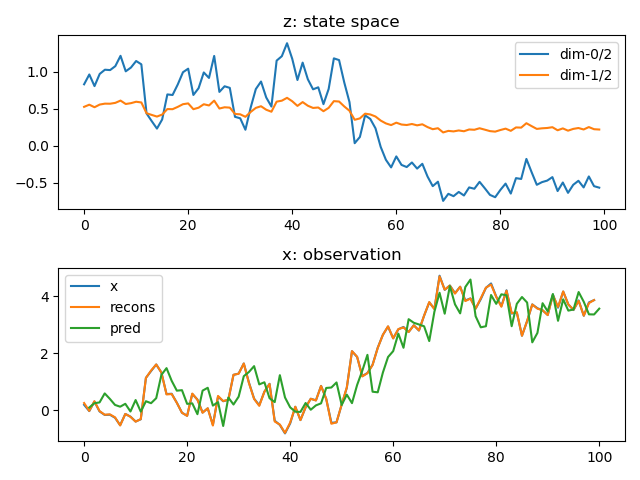 z: state space
dim-0/2
dim-1/2
1.0
0.5
0.0
−0.5
0 20 40 60 80 100
x: observation
x
recons
pred
4
2
0
0 20 40 60 80 100